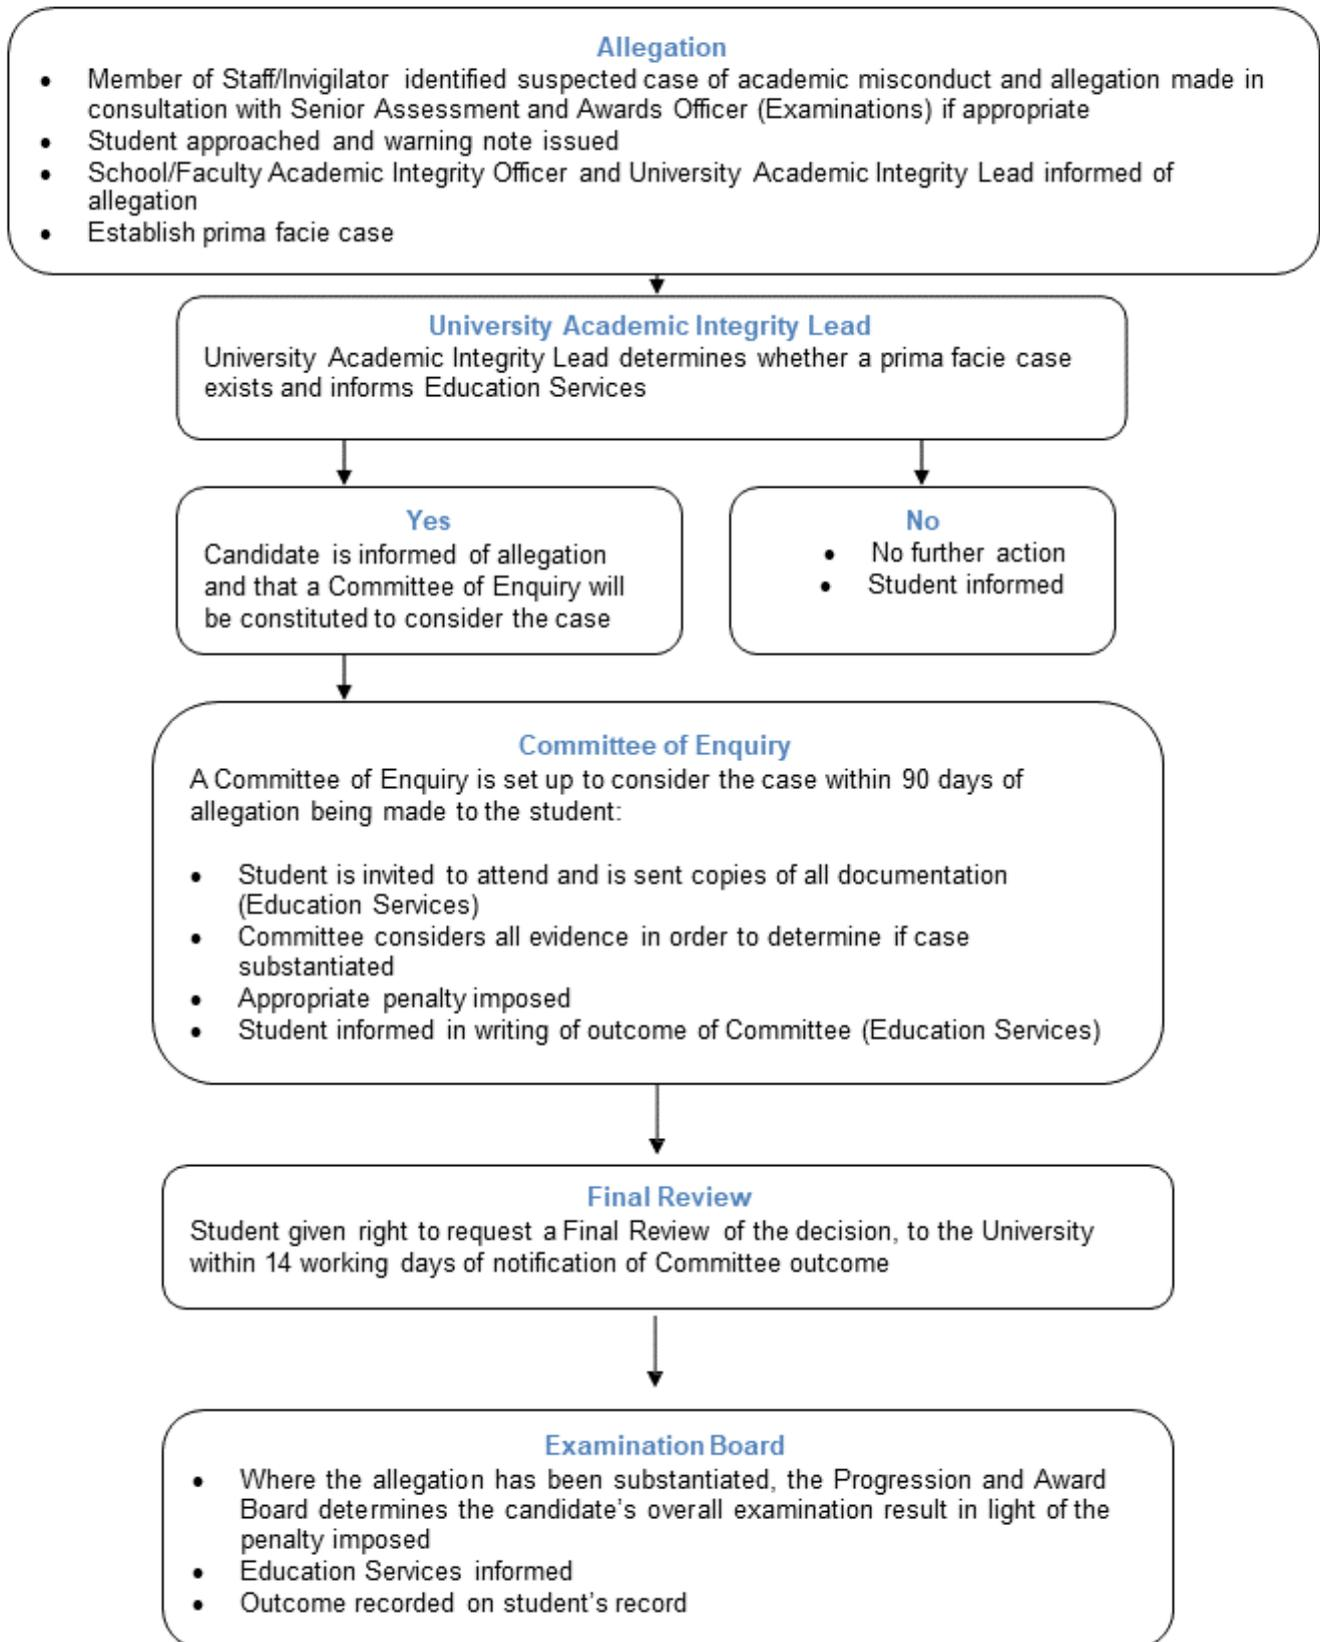 Allegation
• Member of Staff/Invigilator identified suspected case of academic misconduct and allegation made in
consultation with Senior Assessment and Awards Officer (Examinations) if appropriate
• Student approached and warning note issued
• School/Faculty Academic Integrity Officer and University Academic Integrity Lead informed of
allegation
• Establish prima facie case
University Academic Integrity Lead
University Academic Integrity Lead determines whether a prima facie case
exists and informs Education Services
Yes
Candidate is informed of allegation
and that a Committee of Enquiry will
be constituted to consider the case
No
• No further action
• Student informed
Committee of Enquiry
A Committee of Enquiry is set up to consider the case within 90 days of
allegation being made to the student:
• Student is invited to attend and is sent copies of all documentation
(Education Services)
• Committee considers all evidence in order to determine if case
substantiated
• Appropriate penalty imposed
• Student informed in writing of outcome of Committee (Education Services)
Final Review
Student given right to request a Final Review of the decision, to the University
within 14 working days of notification of Committee outcome
Examination Board
• Where the allegation has been substantiated, the Progression and Award
Board determines the candidate's overall examination result in light of the
penalty imposed
• Education Services informed
• Outcome recorded on student's record